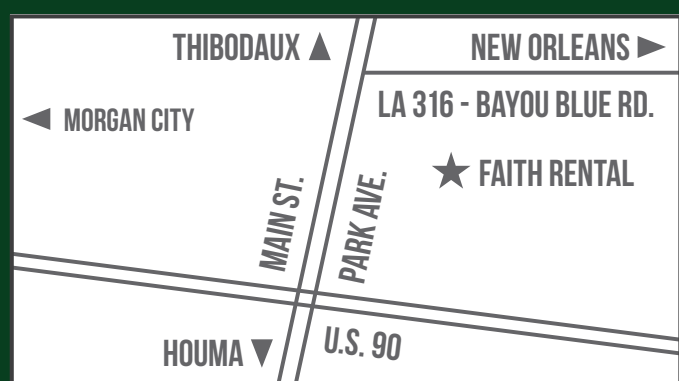 THIBODAUX
NEW ORLEANS
LA 316 - BAYOU BLUE RD.
MORGAN CITY
FAITH RENTAL
MAIN ST.
PARK AVE.
U.S. 90
HOUMA